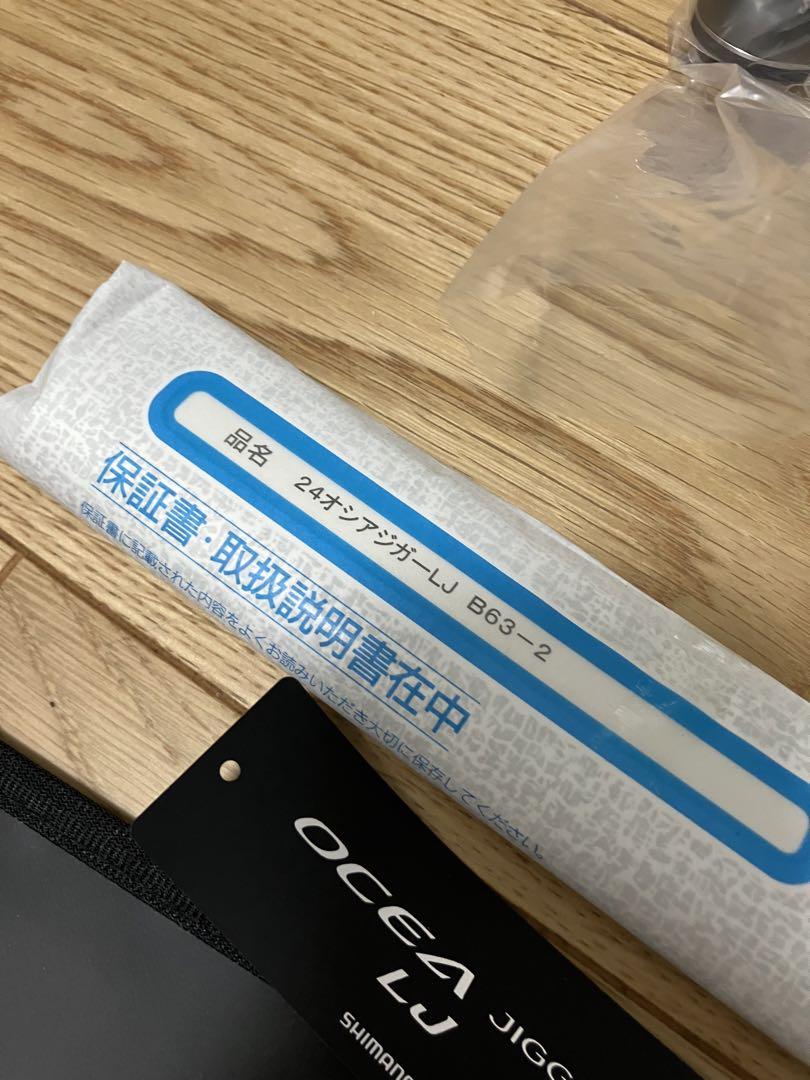 品名 24オシアジガーLJ B63-2
保証書・取扱説明書在中
保証書に記載された内容をよくお読みいただき大切に保存してください。
OCEA
JIGG
LJ
SHIMANO